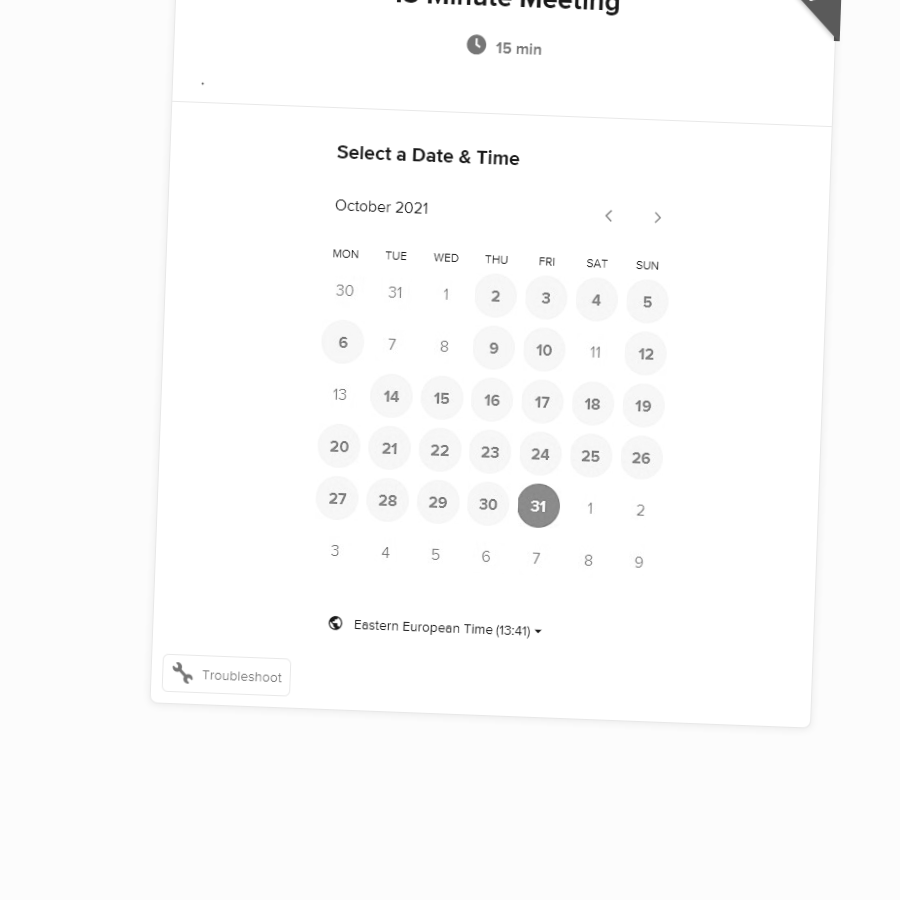 15 Minute Meeting
15 min
.
Select a Date & Time
October 2021
MON TUE WED THU FRI SAT SUN
30 31 1 2 3 4 5
6 7 8 9 10 11 12
13 14 15 16 17 18 19
20 21 22 23 24 25 26
27 28 29 30 31 1 2
3 4 5 6 7 8 9
Eastern European Time (13:41)
Troubleshoot